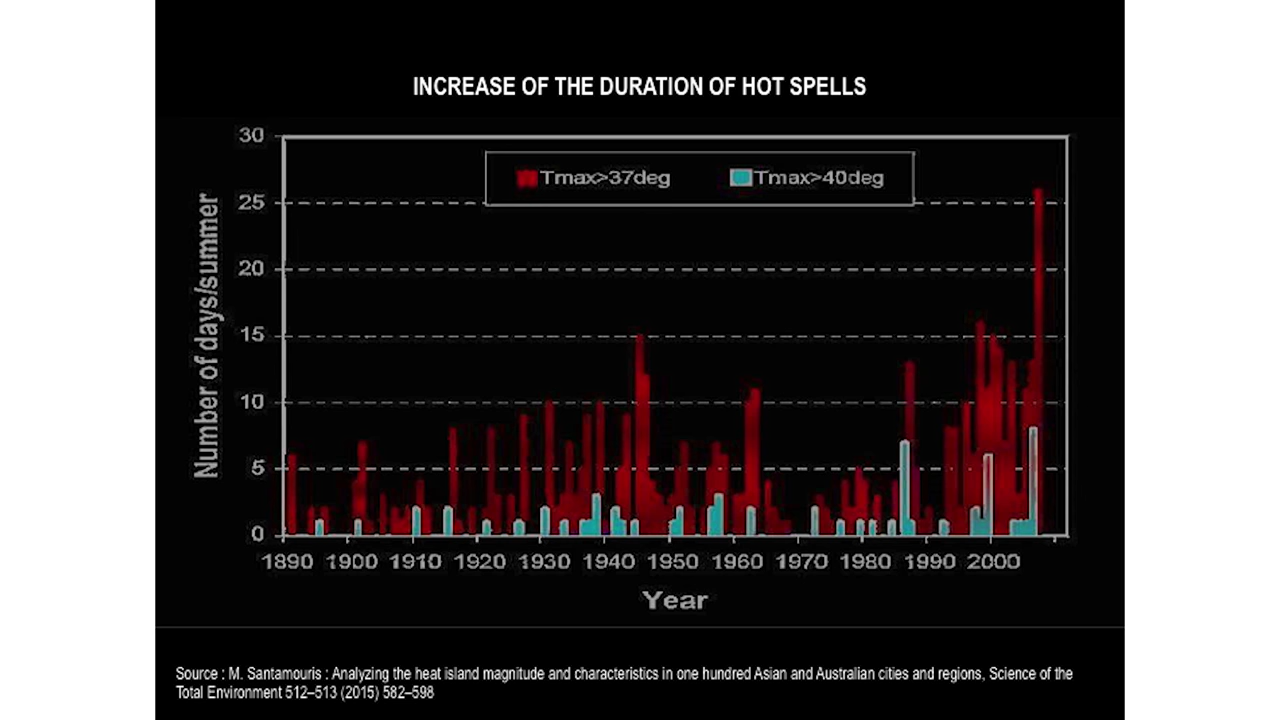 INCREASE OF THE DURATION OF HOT SPELLS
30
Tmax>37deg Tmax>40deg
25
20
15
10
5
0
Number of days/summer
1890 1900 1910 1920 1930 1940 1950 1960 1970 1980 1990 2000
Year
Source : M. Santamouris : Analyzing the heat island magnitude and characteristics in one hundred Asian and Australian cities and regions, Science of the
Total Environment 512–513 (2015) 582–598